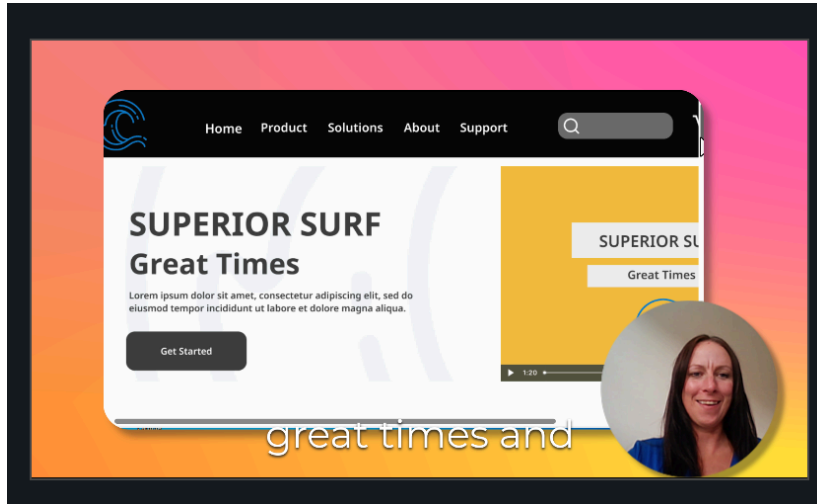 Home Product Solutions About Support
SUPERIOR SURF
Great Times
Lorem ipsum dolor sit amet, consectetur adipiscing elit, sed do
eiusmod tempor incididunt ut labore et dolore magna aliqua.
Get Started
SUPERIOR SU
Great Times
1:20
great times and